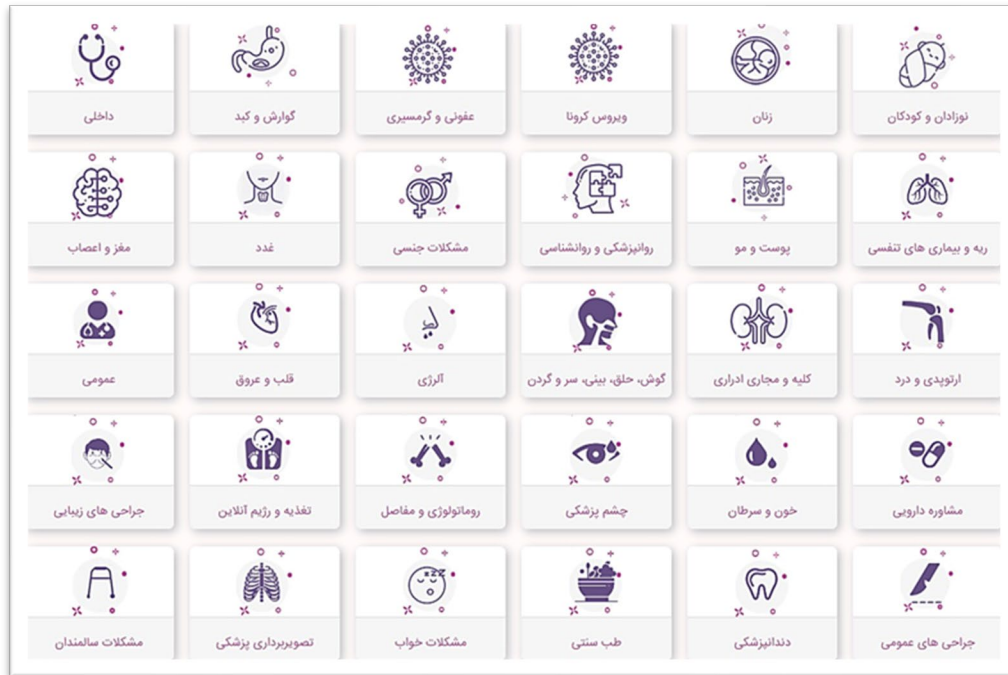 نوزادان و کودکان
زنان
ویروس کرونا
عفونی و گرمسیری
گوارش و کبد
داخلی
ریه و بیماری های تنفسی
پوست و مو
روانپزشکی و روانشناسی
مشکلات جنسی
غدد
مغز و اعصاب
ارتوپدی و درد
کلیه و مجاری ادراری
گوش، حلق، بینی، سر و گردن
آلرژی
قلب و عروق
عمومی
مشاوره دارویی
خون و سرطان
چشم پزشکی
روماتولوژی و مفاصل
تغذیه و رژیم آنلاین
جراحی های زیبایی
جراحی های عمومی
دندانپزشکی
طب سنتی
مشکلات خواب
تصویربرداری پزشکی
مشکلات سالمندان